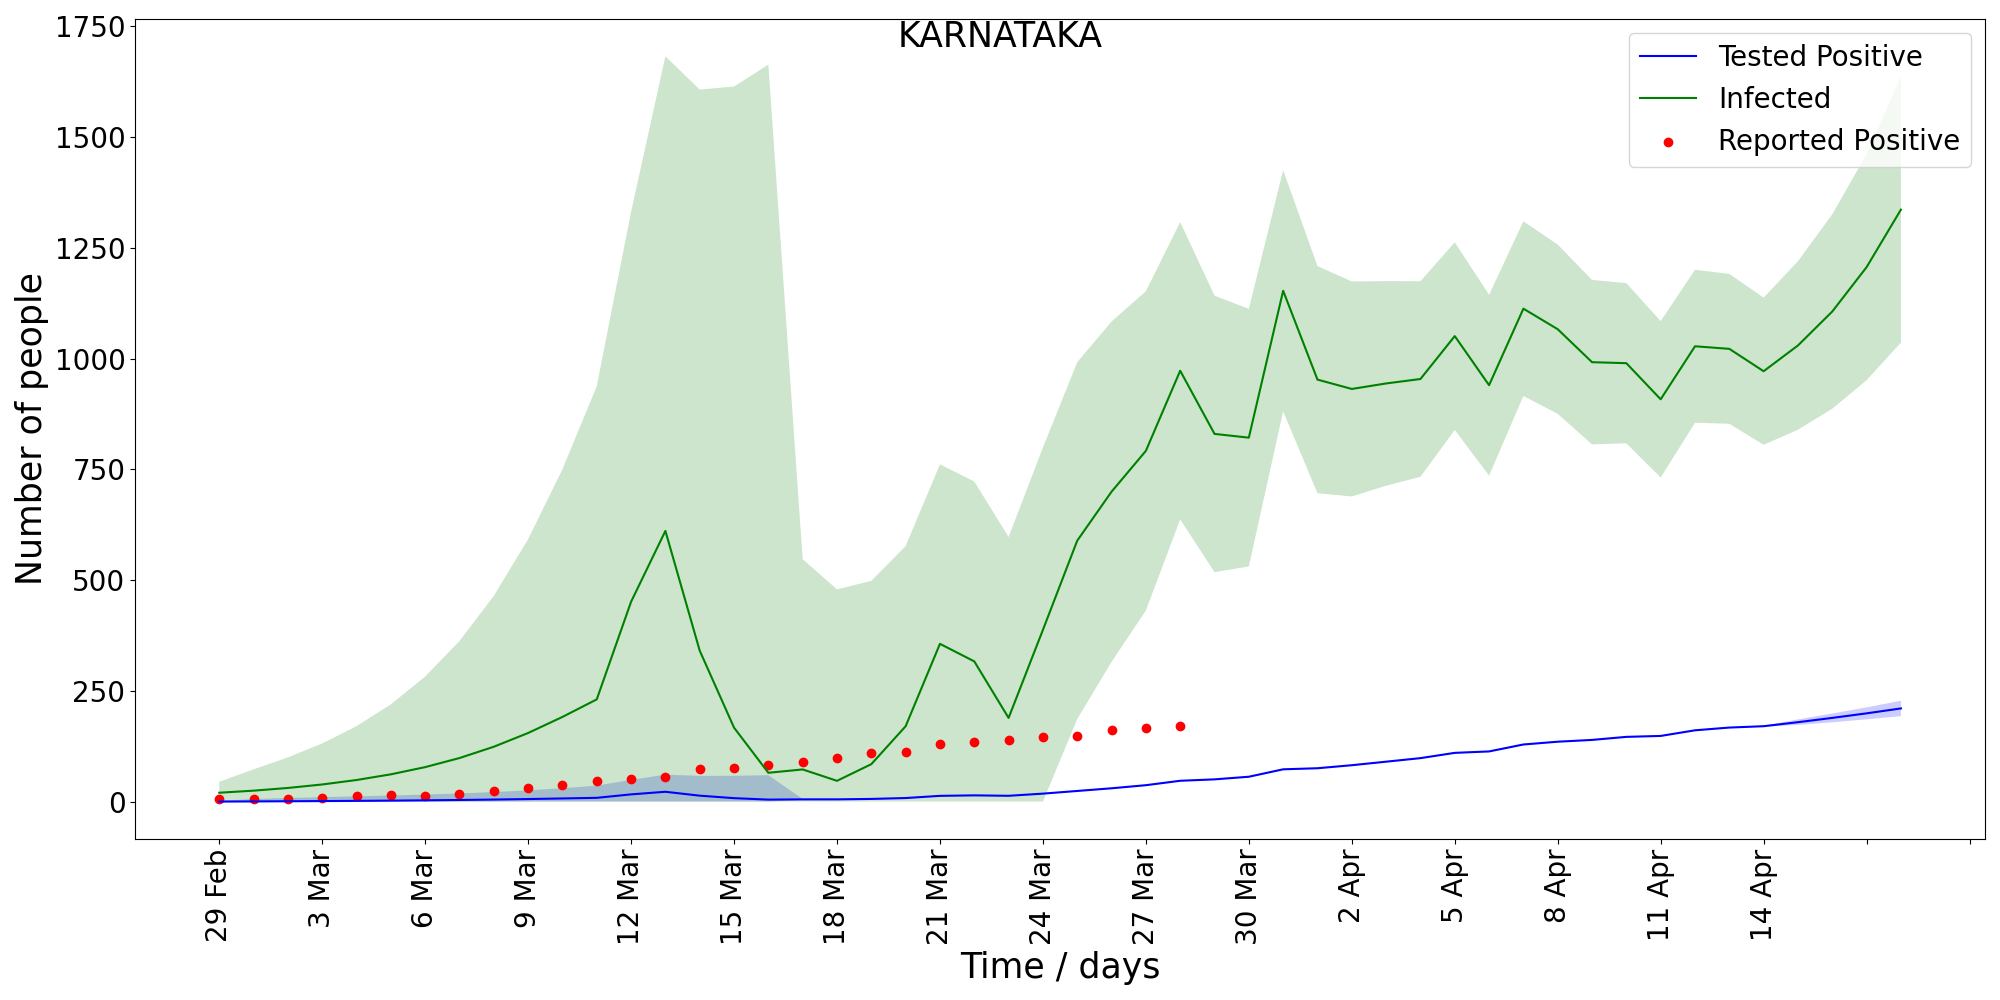 KARNATAKA
Tested Positive
Infected
Reported Positive
Number of people
1750
1500
1250
1000
750
500
250
0
29 Feb
3 Mar
6 Mar
9 Mar
12 Mar
15 Mar
18 Mar
21 Mar
24 Mar
27 Mar
30 Mar
2 Apr
5 Apr
8 Apr
11 Apr
14 Apr
Time / days